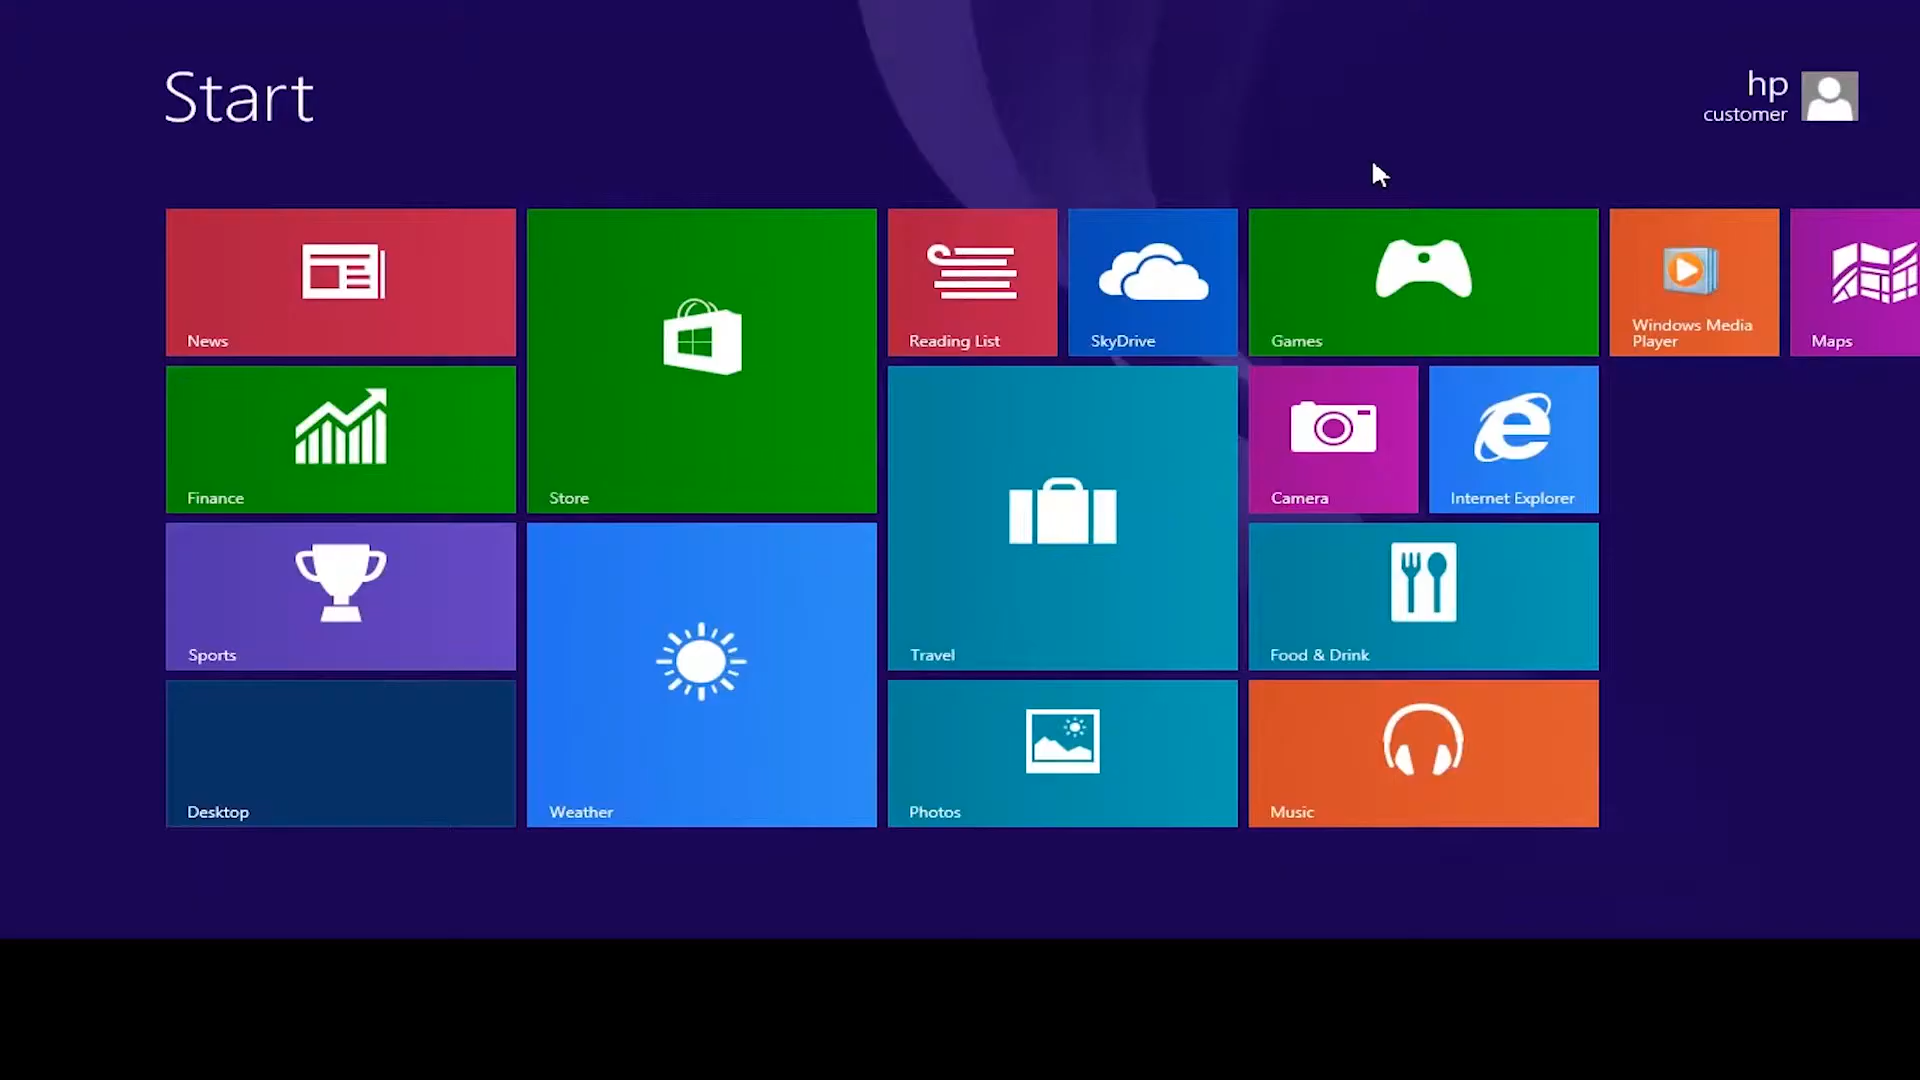 Start
hp
customer
News
Store
Reading List
SkyDrive
Games
Windows Media
Player
Maps
Finance
Camera
Internet Explorer
Sports
Travel
Food & Drink
Desktop
Weather
Photos
Music